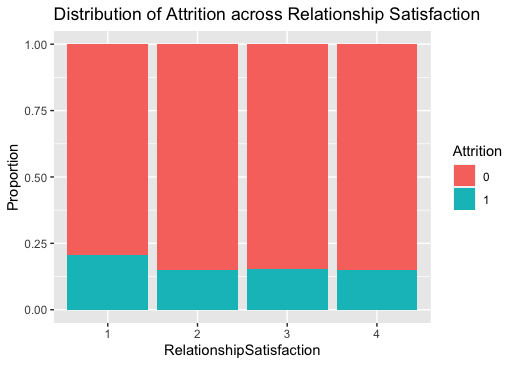 Distribution of Attrition across Relationship Satisfaction
1.00
0.75
0.50
0.25
0.00
Proportion
1 2 3 4
RelationshipSatisfaction
Attrition
0
1